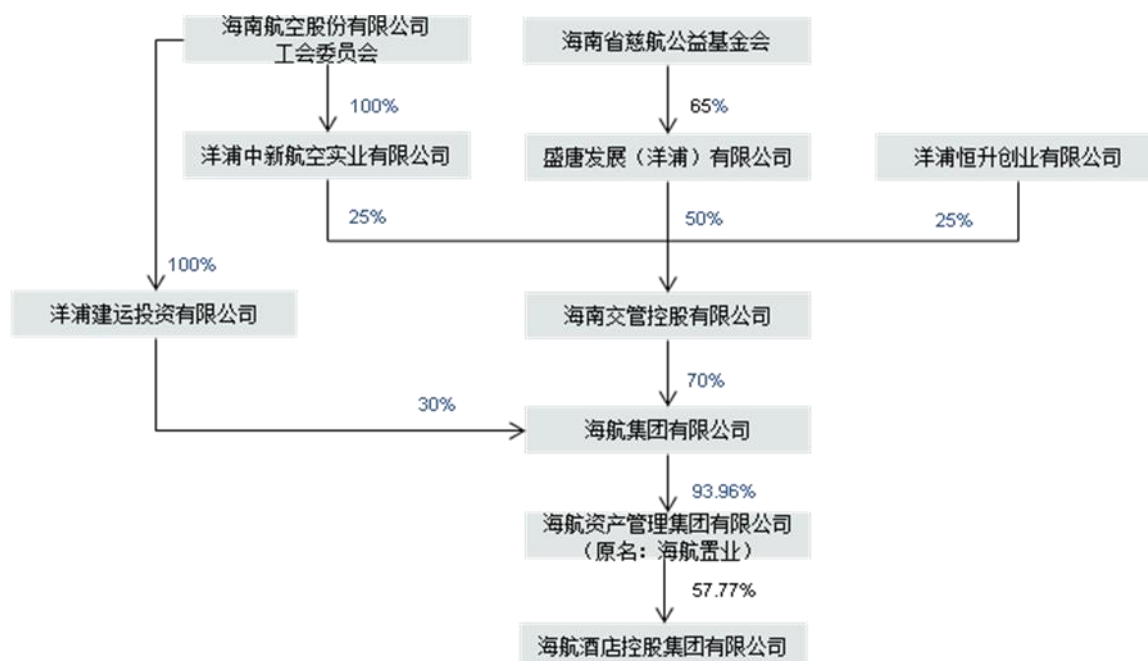 海南航空股份有限公司
工会委员会
海南省慈航公益基金会
100%
65%
洋浦中新航空实业有限公司
盛唐发展（洋浦）有限公司
洋浦恒升创业有限公司
25%
50%
25%
100%
洋浦建运投资有限公司
海南交管控股有限公司
70%
30%
海航集团有限公司
93.96%
海航资产管理集团有限公司
（原名：海航置业）
57.77%
海航酒店控股集团有限公司